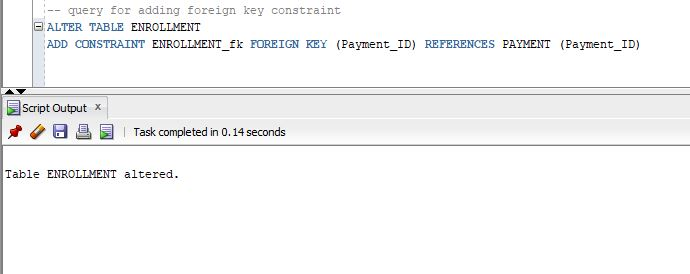 -- query for adding foreign key constraint
ALTER TABLE ENROLLMENT
ADD CONSTRAINT ENROLLMENT_fk FOREIGN KEY (Payment_ID) REFERENCES PAYMENT (Payment_ID)
Script Output x
Task completed in 0.14 seconds
Table ENROLLMENT altered.